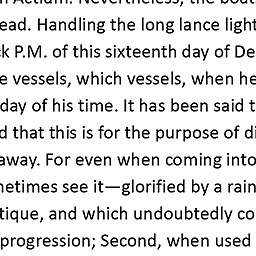 Actium. Nevertheless, the boat
ead. Handling the long lance light
k P.M. of this sixteenth day of De
e vessels, which vessels, when he
day of his time. It has been said t
d that this is for the purpose of di
away. For even when coming into
netimes see it—glorified by a rain
tique, and which undoubtedly co
progression; Second, when used